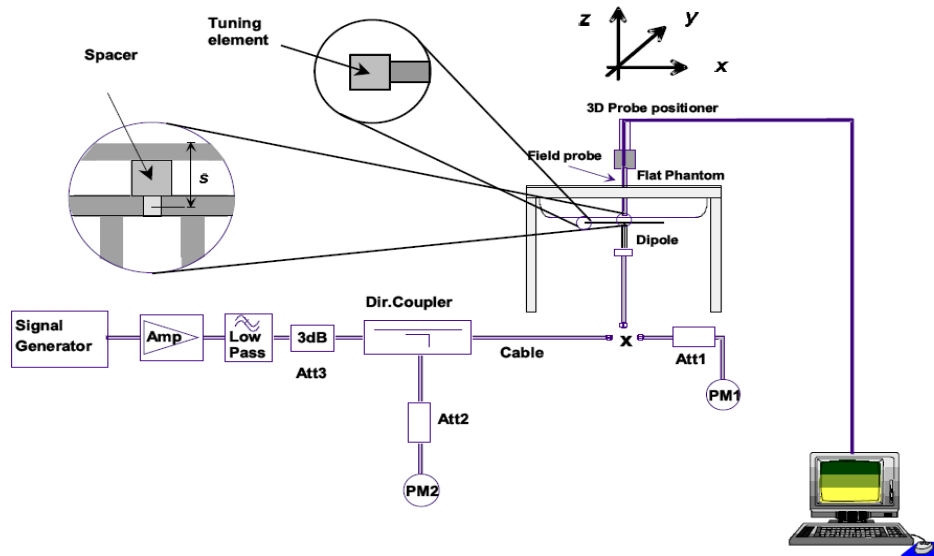 Tuning
element
Spacer
z
y
x
3D Probe positioner
Field probe
Flat Phantom
s
Dipole
Dir.Coupler
Signal
Generator
Amp
Low
Pass
3dB
Att3
Cable
x
Att1
PM1
Att2
PM2